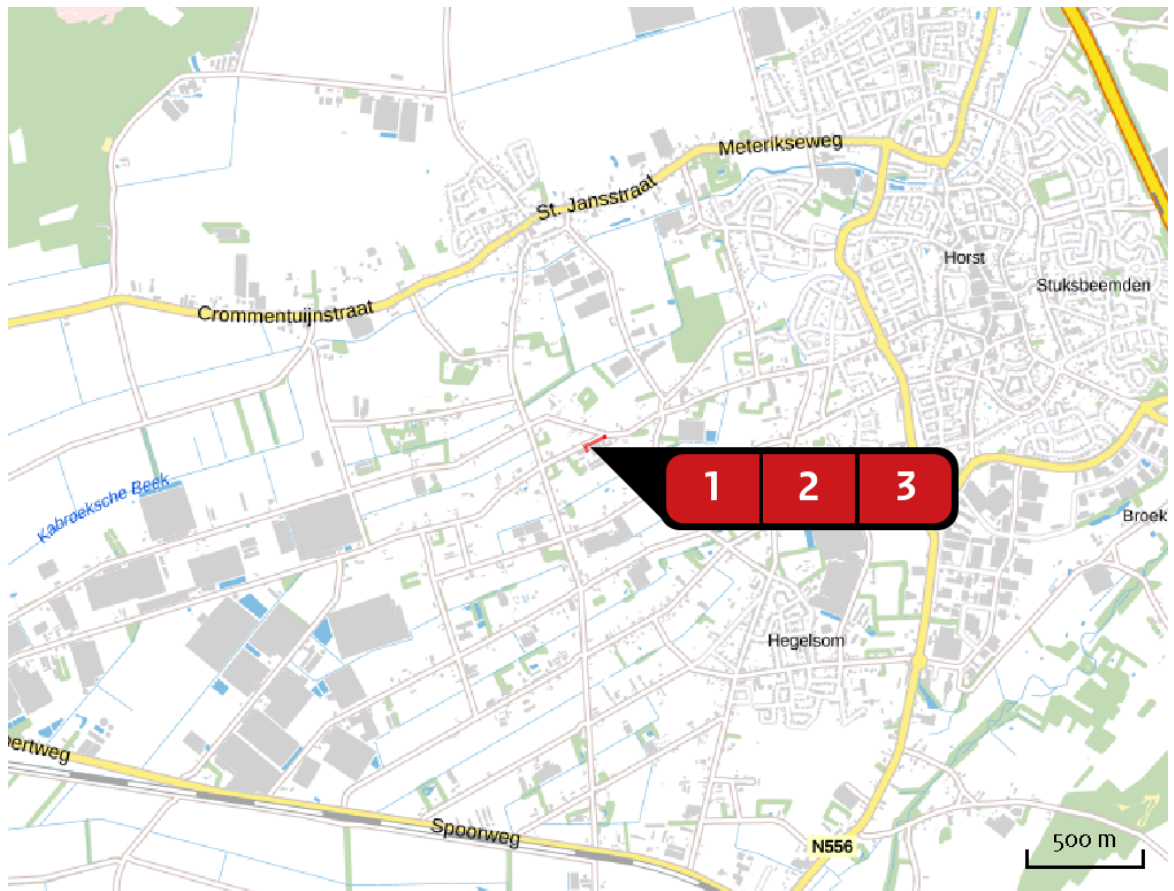 Meterikseweg
St. Jansstraat
Horst
Stuksbeemden
Crommentuijnstraat
1 2 3
Kabroeksche Beek
Broek
Hegelsom
ertweg
Spoorweg
N556
500 m